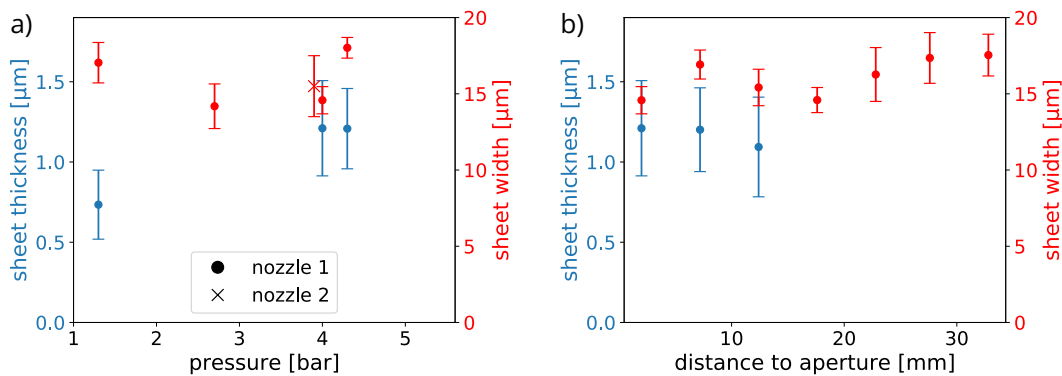 a)
sheet thickness [µm]
0.0
0.5
1.0
1.5
1
2
3
4
5
pressure [bar]
nozzle 1
nozzle 2
0
5
10
15
20
sheet width [µm]
b)
sheet thickness [µm]
0.0
0.5
1.0
1.5
10
20
30
distance to aperture [mm]
0
5
10
15
20
sheet width [µm]